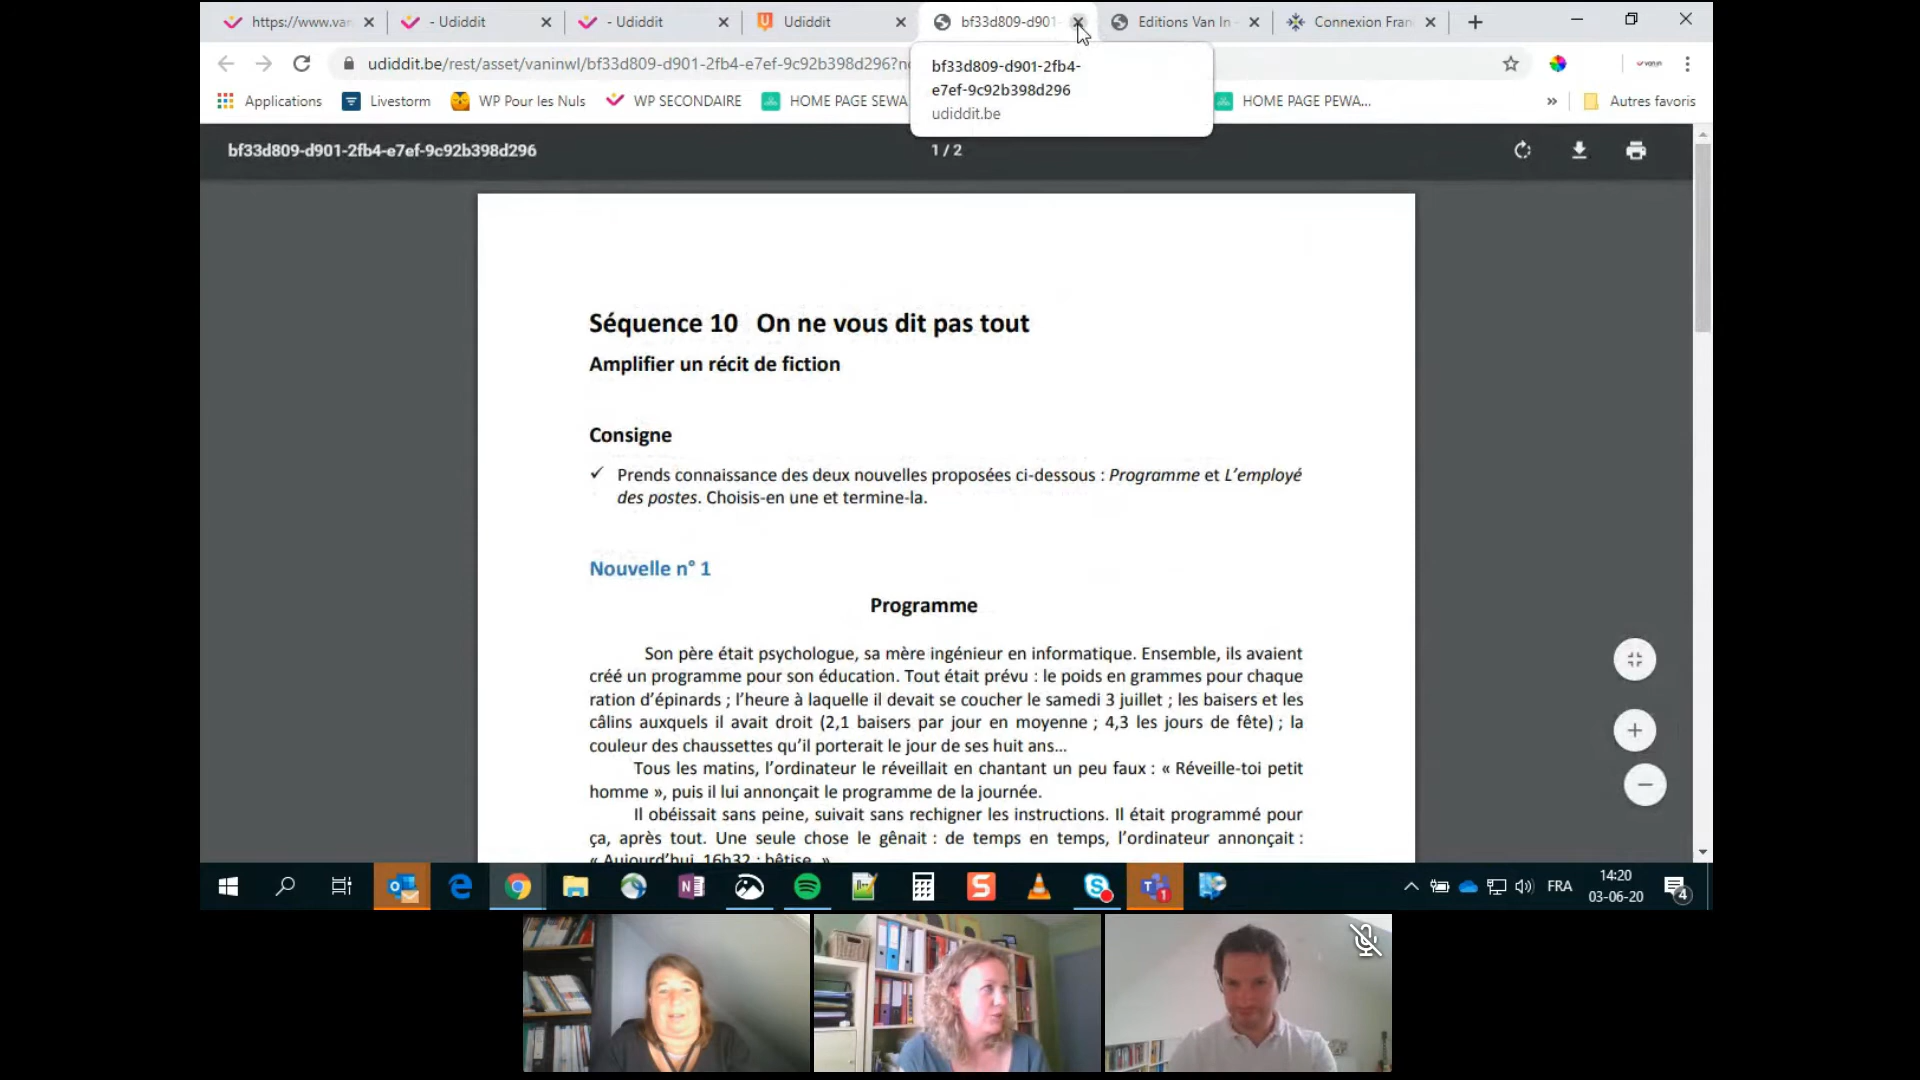 https://www.van
- Udiddit
- Udiddit
Udiddit
bf33d809-d901-
Editions Van In -
Connexion Fran
udiddit.be/rest/asset/vaninwl/bf33d809-d901-2fb4-e7ef-9c92b398d296?n
bf33d809-d901-2fb4-
e7ef-9c92b398d296
udiddit.be
Applications
Livestorm
WP Pour les Nuls
WP SECONDAIRE
HOME PAGE SEWA
HOME PAGE PEWA...
»
Autres favoris
bf33d809-d901-2fb4-e7ef-9c92b398d296
1 / 2
Séquence 10 On ne vous dit pas tout
Amplifier un récit de fiction
Consigne
✓ Prends connaissance des deux nouvelles proposées ci-dessous : Programme et L’employé
des postes. Choisis-en une et termine-la.
Nouvelle n° 1
Programme
Son père était psychologue, sa mère ingénieur en informatique. Ensemble, ils avaient
créé un programme pour son éducation. Tout était prévu : le poids en grammes pour chaque
ration d’épinards ; l’heure à laquelle il devait se coucher le samedi 3 juillet ; les baisers et les
câlins auxquels il avait droit (2,1 baisers par jour en moyenne ; 4,3 les jours de fête) ; la
couleur des chaussettes qu’il porterait le jour de ses huit ans…
Tous les matins, l’ordinateur le réveillait en chantant un peu faux : « Réveille-toi petit
homme », puis il lui annonçait le programme de la journée.
Il obéissait sans peine, suivait sans rechigner les instructions. Il était programmé pour
ça, après tout. Une seule chose le gênait : de temps en temps, l’ordinateur annonçait :
« Aujourd’hui, 16h32 : bêtise. »
FRA
14:20
03-06-20
4
1